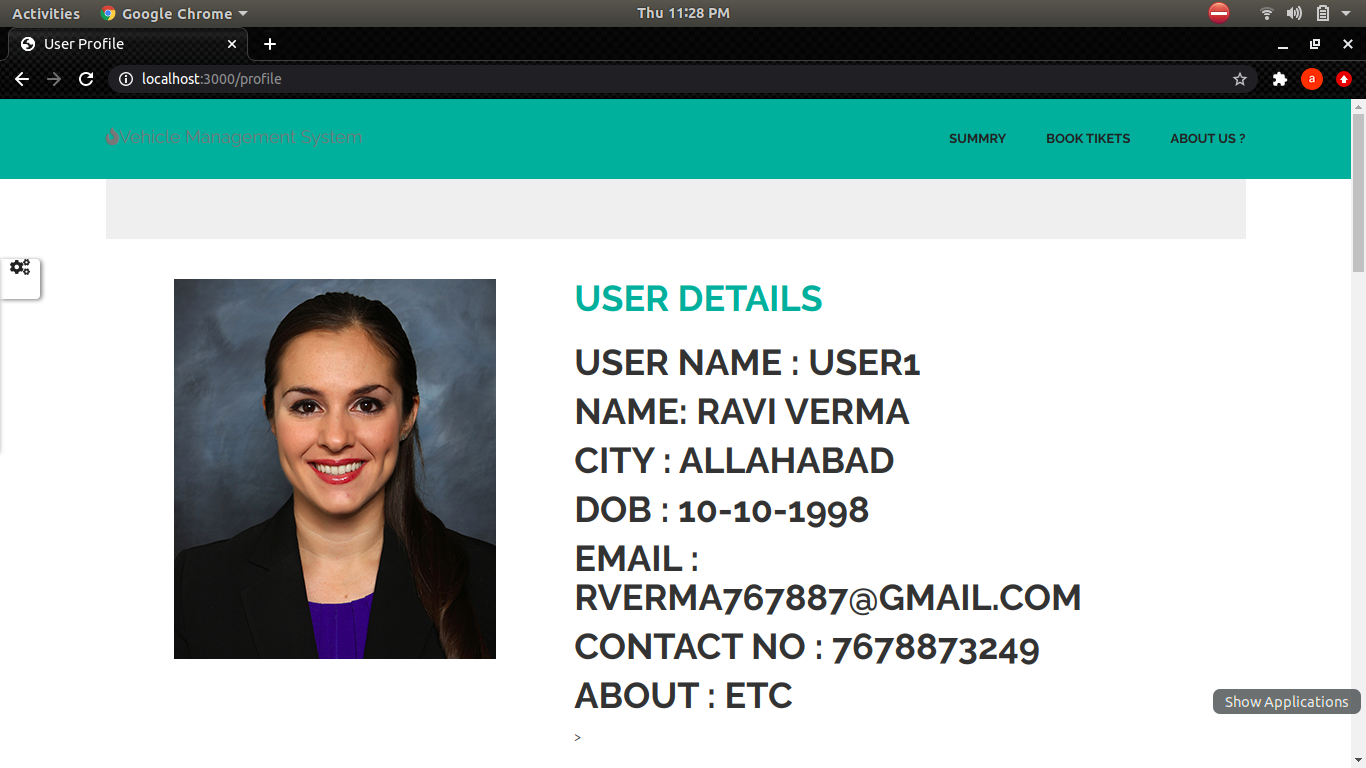 Activities
Google Chrome
Thu 11:28 PM
User Profile
localhost:3000/profile
a
Vehicle Management System
SUMMRY
BOOK TIKETS
ABOUT US ?
USER DETAILS
USER NAME : USER1
NAME: RAVI VERMA
CITY : ALLAHABAD
DOB : 10-10-1998
EMAIL :
RVERMA767887@GMAIL.COM
CONTACT NO : 7678873249
ABOUT : ETC
>
Show Applications